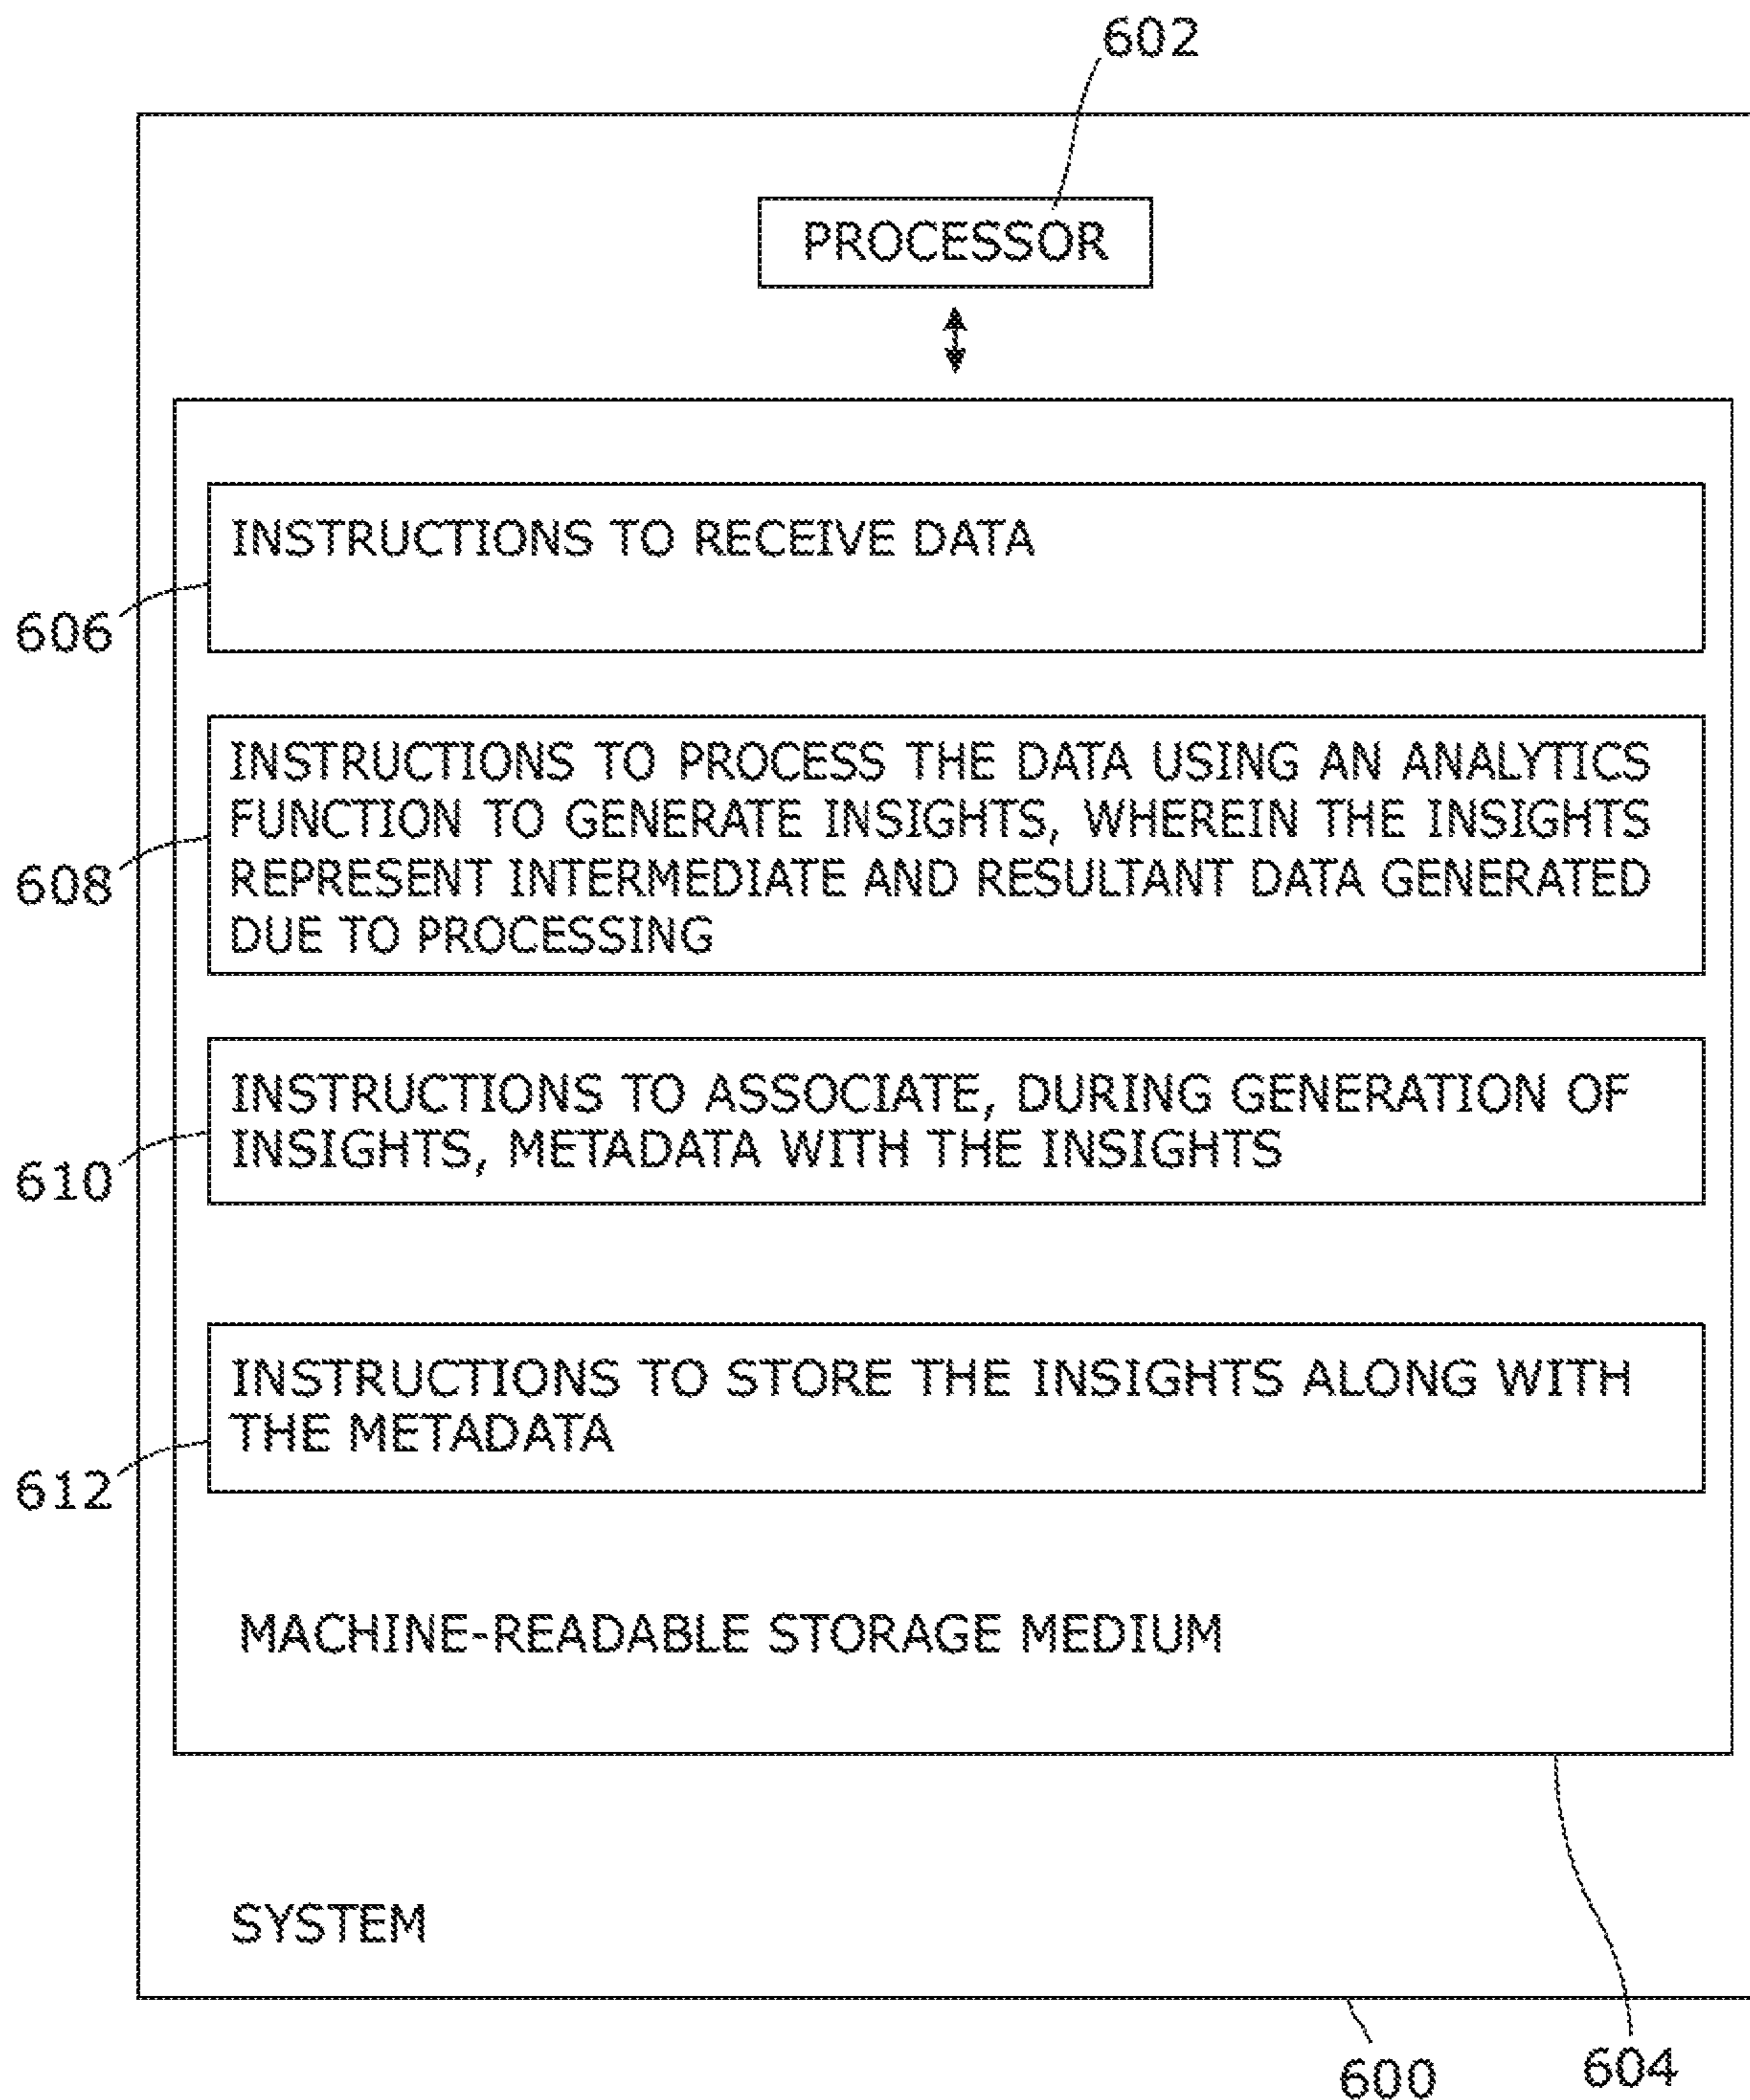 602
PROCESSOR
INSTRUCTIONS TO RECEIVE DATA
606
INSTRUCTIONS TO PROCESS THE DATA USING AN ANALYTICS
FUNCTION TO GENERATE INSIGHTS, WHEREIN THE INSIGHTS
REPRESENT INTERMEDIATE AND RESULTANT DATA GENERATED
DUE TO PROCESSING
608
INSTRUCTIONS TO ASSOCIATE, DURING GENERATION OF
INSIGHTS, METADATA WITH THE INSIGHTS
610
INSTRUCTIONS TO STORE THE INSIGHTS ALONG WITH
THE METADATA
612
MACHINE-READABLE STORAGE MEDIUM
SYSTEM
600
604